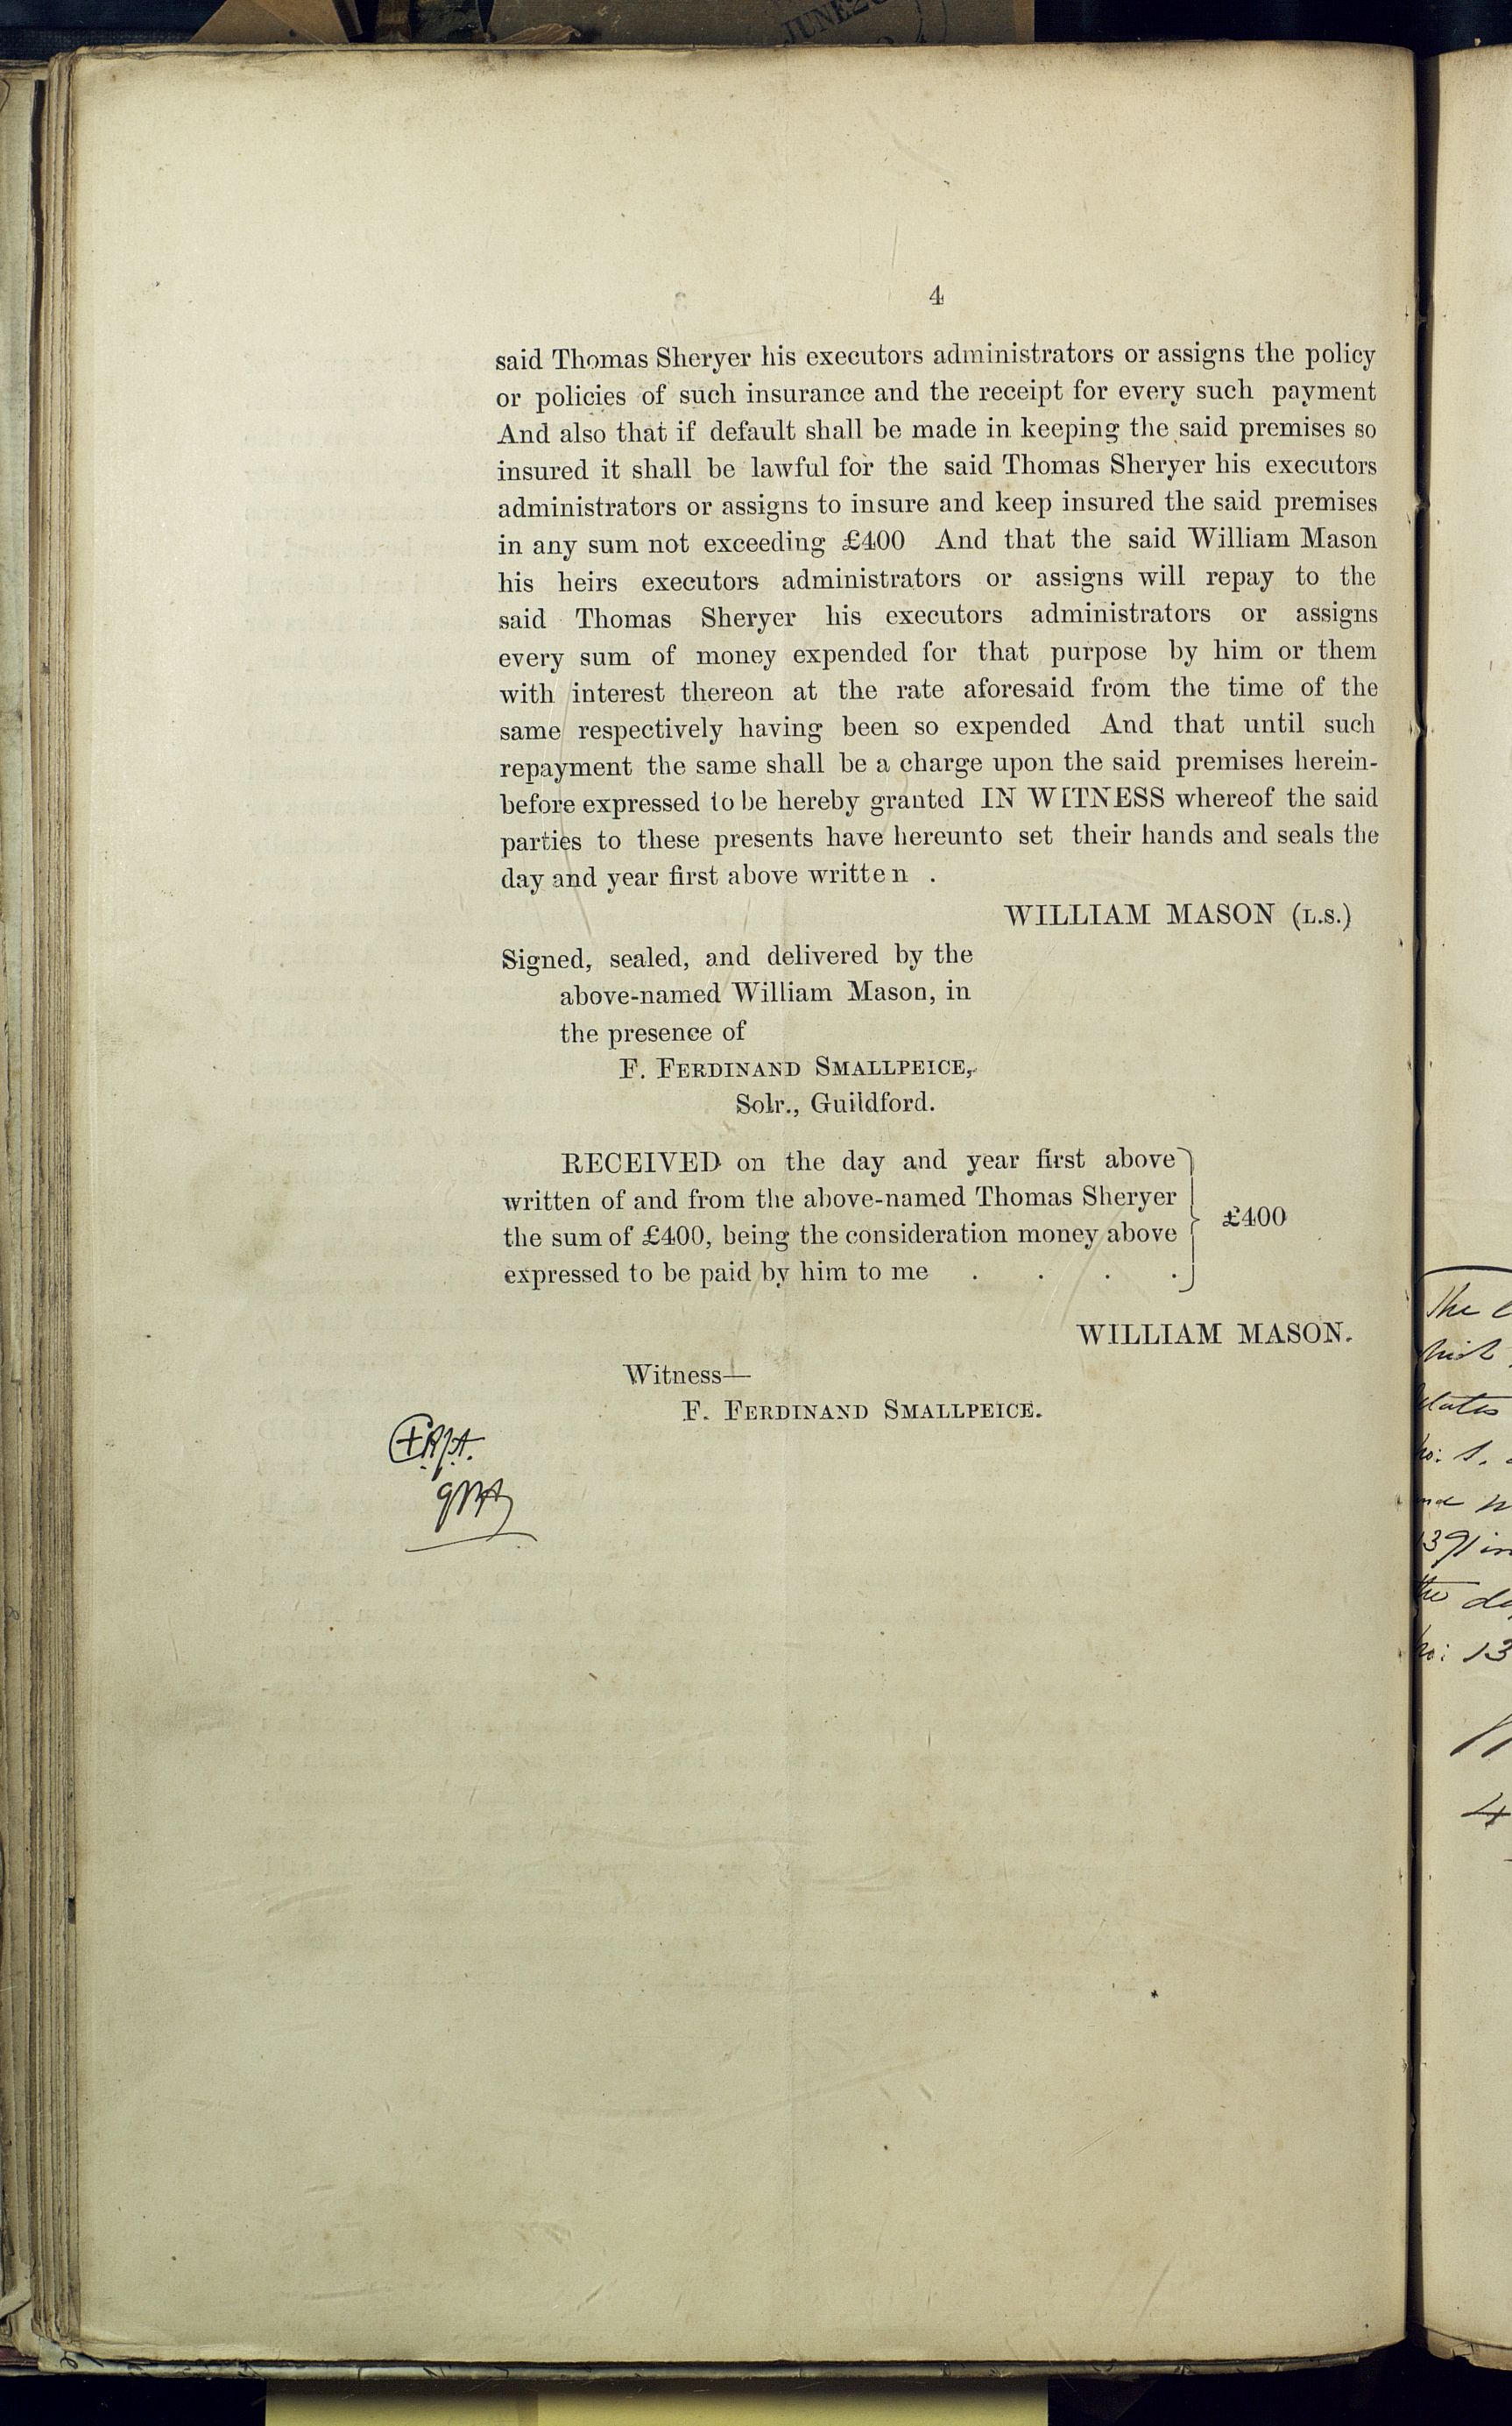 4
said Thomas Sheryer his executors administrators or assigns the policy
or policies of such insurance and the receipt for every such payment
And also that if default shall be made in keeping the said premises so
insured it shall be lawful for the said Thomas Sheryer his executors
administrators or assigns to insure and keep insured the said premises
in any sum not exceeding £400 And that the said William Mason
his heirs executors administrators or assigns will repay to the
said Thomas Sheryer his executors administrators or assigns
every sum of money expended for that purpose by him or them
with interest thereon at the rate aforesaid from the time of the
same respectively having been so expended And that until such
repayment the same shall be a charge upon the said premises herein-
before expressed to be hereby granted IN WITNESS whereof the said
parties to these presents have hereunto set their hands and seals the
day and year first above written .
WILLIAM MASON (L.S.)
Signed, sealed, and delivered by the
above-named William Mason, in
the presence of
F. FERDINAND SMALLPEICE,
Solr., Guildford.
RECEIVED on the day and year first above
written of and from the above-named Thomas Sheryer
the sum of £400, being the consideration money above
expressed to be paid by him to me . . . .
£400
WILLIAM MASON.
Witness—
F. FERDINAND SMALLPEICE.
JUNE
The